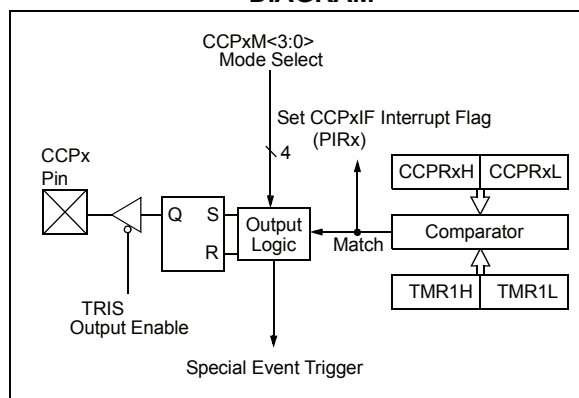 DIAGRAM
CCPxM<3:0>
Mode Select
Set CCPxIF Interrupt Flag
(PIRx)
4
CCPx
Pin
CCPRxH CCPRxL
Q S
R
Output
Logic
Match
Comparator
TRIS
Output Enable
TMR1H TMR1L
Special Event Trigger